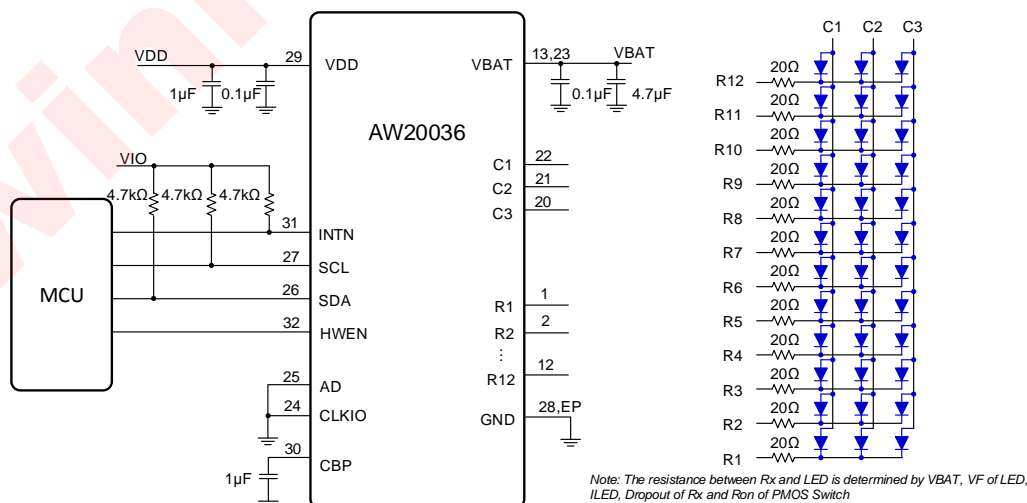 C1 C2 C3
VDD 29 VDD
VBAT 13,23 VBAT
1µF 0.1µF
0.1µF 4.7µF
AW20036
VIO
4.7kΩ 4.7kΩ 4.7kΩ
C1 22
C2 21
C3 20
MCU
31 INTN
27 SCL
26 SDA
32 HWEN
25 AD
24 CLKIO
30 CBP
1µF
R1 1
R2 2
⋮
R12 12
GND 28,EP
20Ω
R12
20Ω
R11
20Ω
R10
20Ω
R9
20Ω
R8
20Ω
R7
20Ω
R6
20Ω
R5
20Ω
R4
20Ω
R3
20Ω
R2
20Ω
R1
Note: The resistance between Rx and LED is determined by VBAT, VF of LED,
ILED, Dropout of Rx and Ron of PMOS Switch